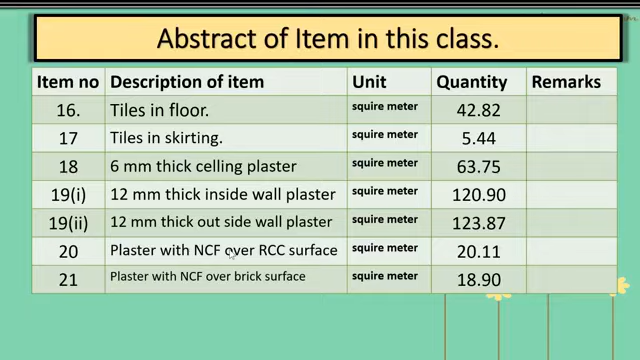 Abstract of Item in this class.
Item no Description of item Unit Quantity Remarks
16. Tiles in floor. squire meter 42.82
17 Tiles in skirting. squire meter 5.44
18 6 mm thick celling plaster squire meter 63.75
19(i) 12 mm thick inside wall plaster squire meter 120.90
19(ii) 12 mm thick out side wall plaster squire meter 123.87
20 Plaster with NCF over RCC surface squire meter 20.11
21 Plaster with NCF over brick surface squire meter 18.90